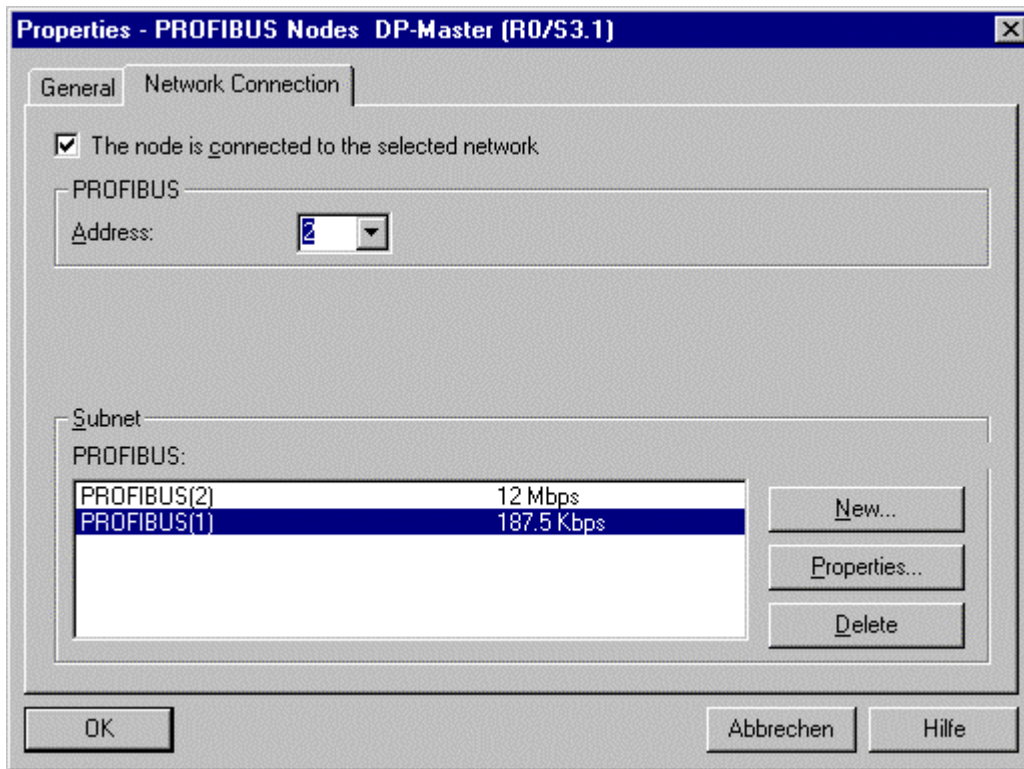 Properties - PROFIBUS Nodes DP-Master (R0/S3.1)
General Network Connection
The node is connected to the selected network
PROFIBUS
Address: 2
Subnet
PROFIBUS:
PROFIBUS(2) 12 Mbps
PROFIBUS(1) 187.5 Kbps
New...
Properties...
Delete
OK Abbrechen Hilfe